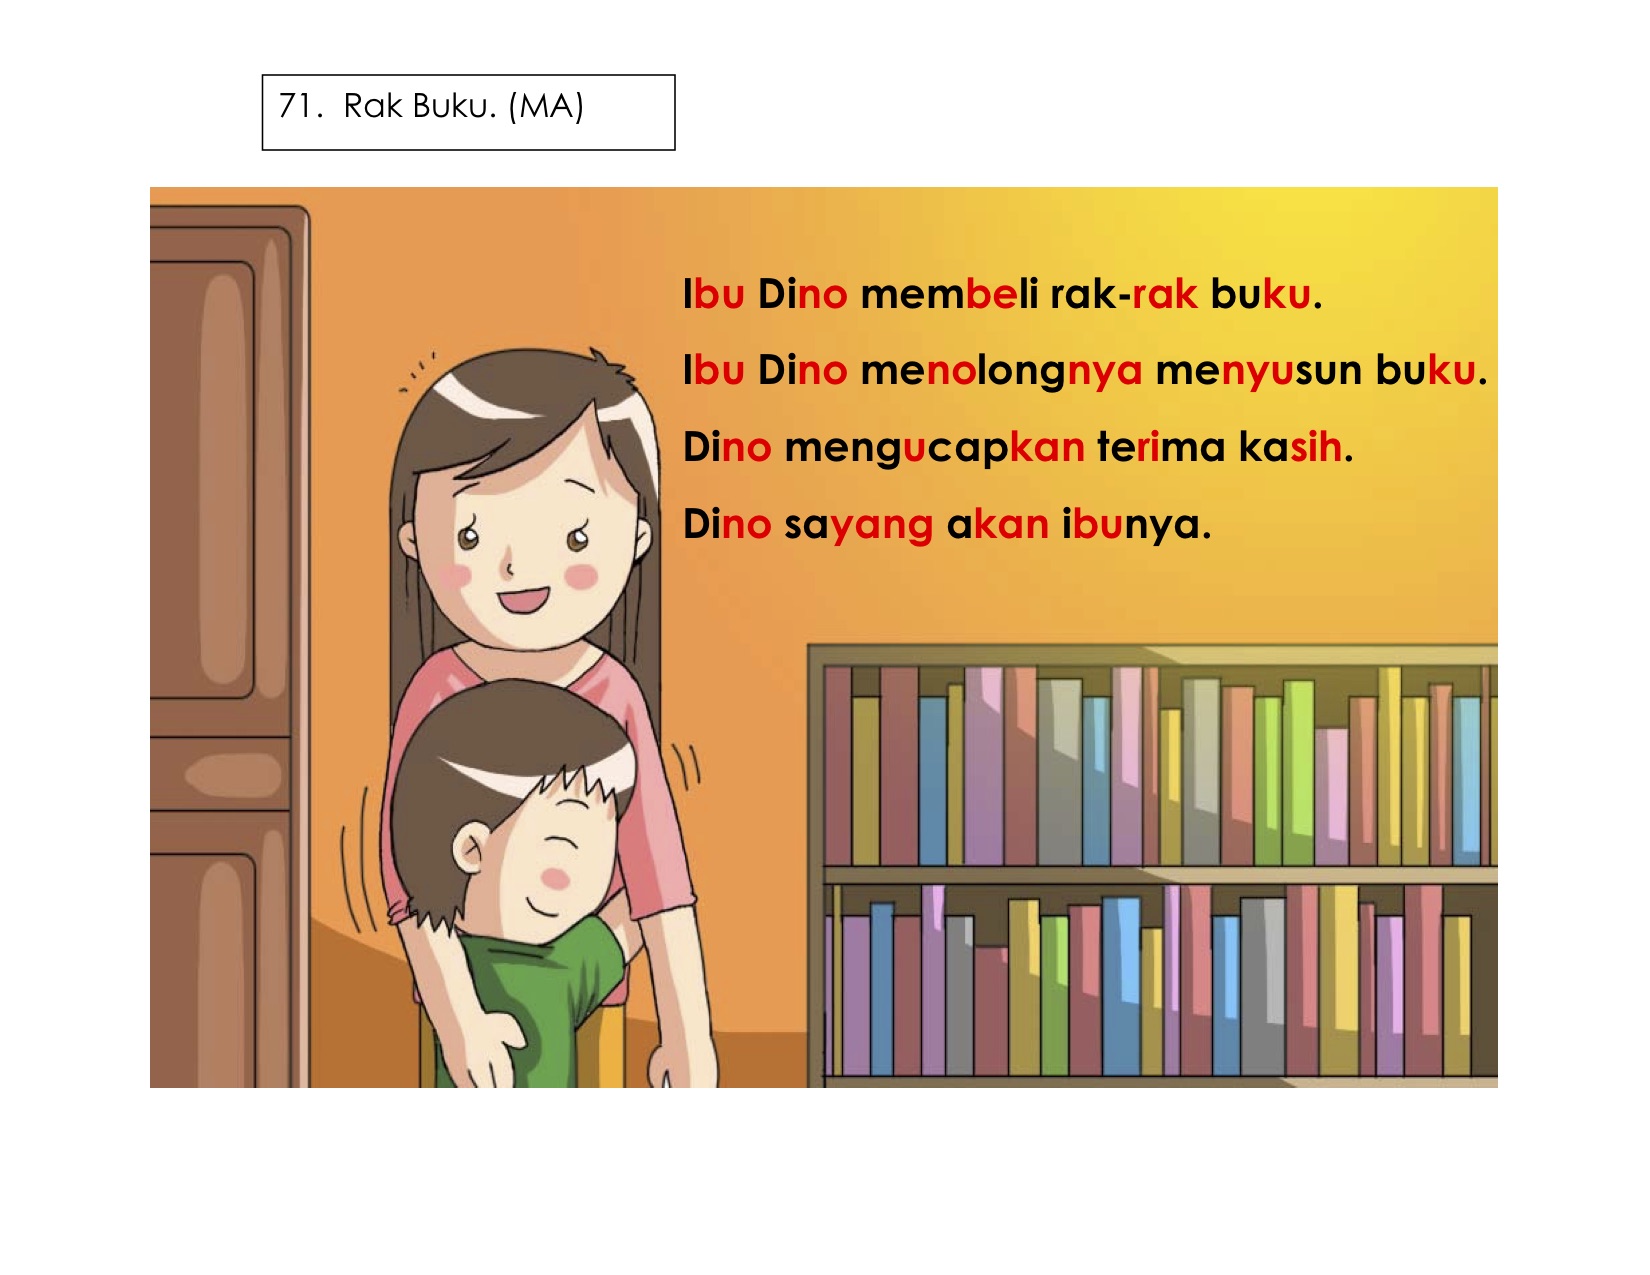 71. Rak Buku. (MA)
Ibu Dino membeli rak-rak buku.
Ibu Dino menolongnya menyusun buku.
Dino mengucapkan terima kasih.
Dino sayang akan ibunya.